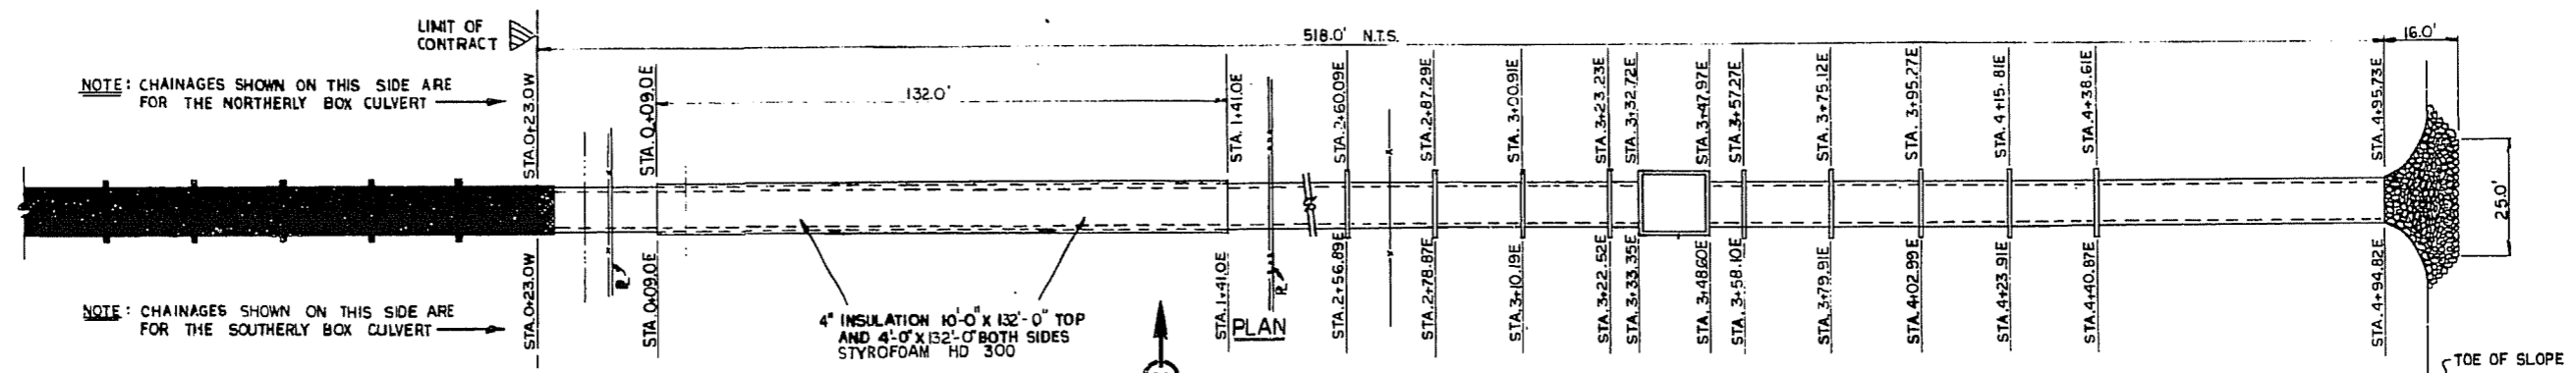 LIMIT OF
CONTRACT
518.0' N.T.S.
16.0'
NOTE: CHAINAGES SHOWN ON THIS SIDE ARE
FOR THE NORTHERLY BOX CULVERT
132.0'
STA. 0+23.0W
STA. 0+09.0E
STA. 1+41.0E
STA. 2+60.09E
STA. 2+87.29E
STA. 3+00.91E
STA. 3+23.23E
STA. 3+32.72E
STA. 3+47.97E
STA. 3+57.27E
STA. 3+75.12E
STA. 3+95.27E
STA. 4+15.81E
STA. 4+38.61E
STA. 4+95.73E
25.0'
NOTE: CHAINAGES SHOWN ON THIS SIDE ARE
FOR THE SOUTHERLY BOX CULVERT
STA. 0+23.0W
STA. 0+09.0E
4" INSULATION 10'-0" X 132'-0" TOP
AND 4'-0" X 132'-0" BOTH SIDES
STYROFOAM HD 300
STA. 1+41.0E
PLAN
STA. 2+56.89E
STA. 2+78.87E
STA. 3+10.19E
STA. 3+22.52E
STA. 3+33.35E
STA. 3+48.60E
STA. 3+58.10E
STA. 3+79.91E
STA. 4+02.99E
STA. 4+23.91E
STA. 4+40.87E
STA. 4+94.82E
TOE OF SLOPE